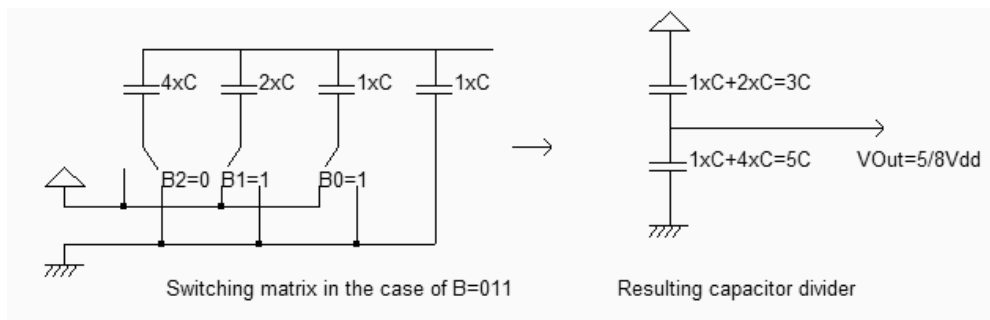 4xC 2xC 1xC 1xC
B2=0 B1=1 B0=1
Switching matrix in the case of B=011
1xC+2xC=3C
1xC+4xC=5C
VOut=5/8Vdd
Resulting capacitor divider